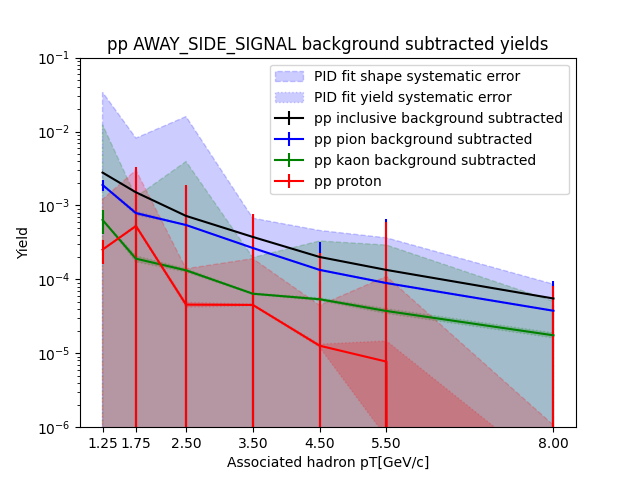 pp AWAY_SIDE_SIGNAL background subtracted yields
PID fit shape systematic error
PID fit yield systematic error
pp inclusive background subtracted
pp pion background subtracted
pp kaon background subtracted
pp proton
Yield
10⁻¹
10⁻²
10⁻³
10⁻⁴
10⁻⁵
10⁻⁶
1.25 1.75 2.50 3.50 4.50 5.50 8.00
Associated hadron pT[GeV/c]